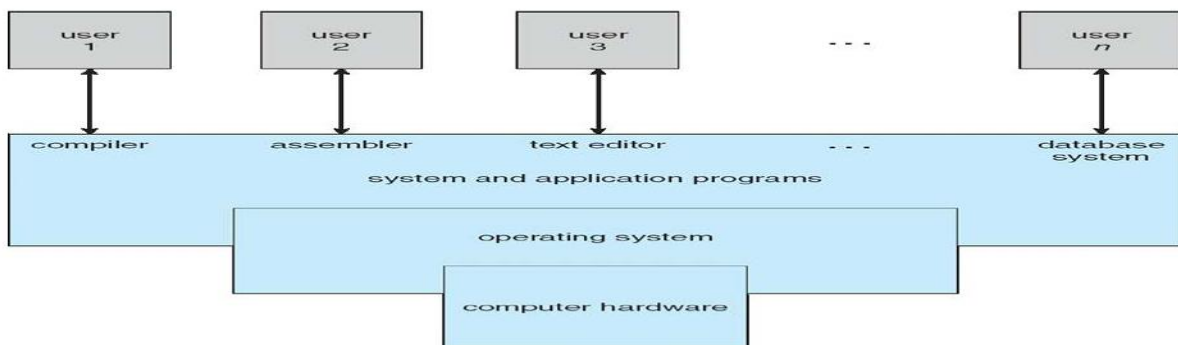 user
1
user
2
user
3
. . .
user
n
compiler
assembler
text editor
. . .
database
system
system and application programs
operating system
computer hardware